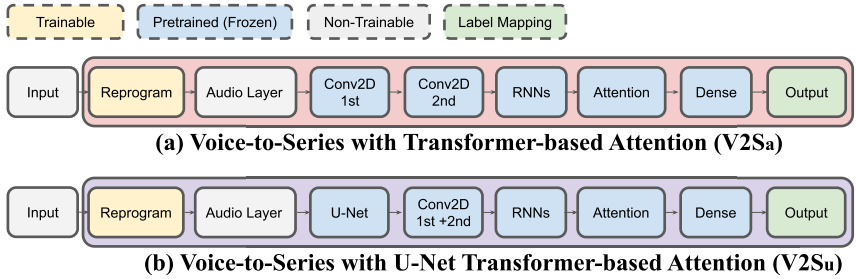 Trainable Pretrained (Frozen) Non-Trainable Label Mapping
Input Reprogram Audio Layer Conv2D 1st Conv2D 2nd RNNs Attention Dense Output
(a) Voice-to-Series with Transformer-based Attention (V2Sa)
Input Reprogram Audio Layer U-Net Conv2D 1st +2nd RNNs Attention Dense Output
(b) Voice-to-Series with U-Net Transformer-based Attention (V2Su)